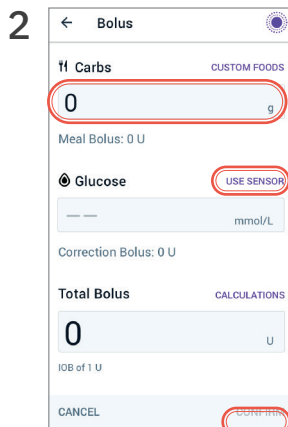 2
← Bolus
Carbs CUSTOM FOODS
0 g
Meal Bolus: 0 U
Glucose USE SENSOR
—— mmol/L
Correction Bolus: 0 U
Total Bolus CALCULATIONS
0 U
IOB of 1 U
CANCEL CONFIRM